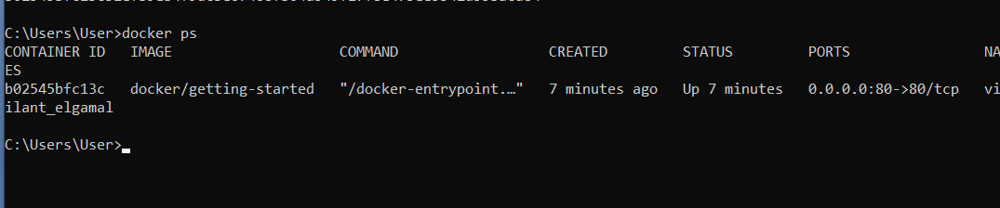 C:\Users\User>docker ps
CONTAINER ID   IMAGE                    COMMAND                  CREATED         STATUS         PORTS                NA
ES
b02545bfc13c   docker/getting-started   "/docker-entrypoint.…"   7 minutes ago   Up 7 minutes   0.0.0.0:80->80/tcp   vi
ilant_elgamal
C:\Users\User>